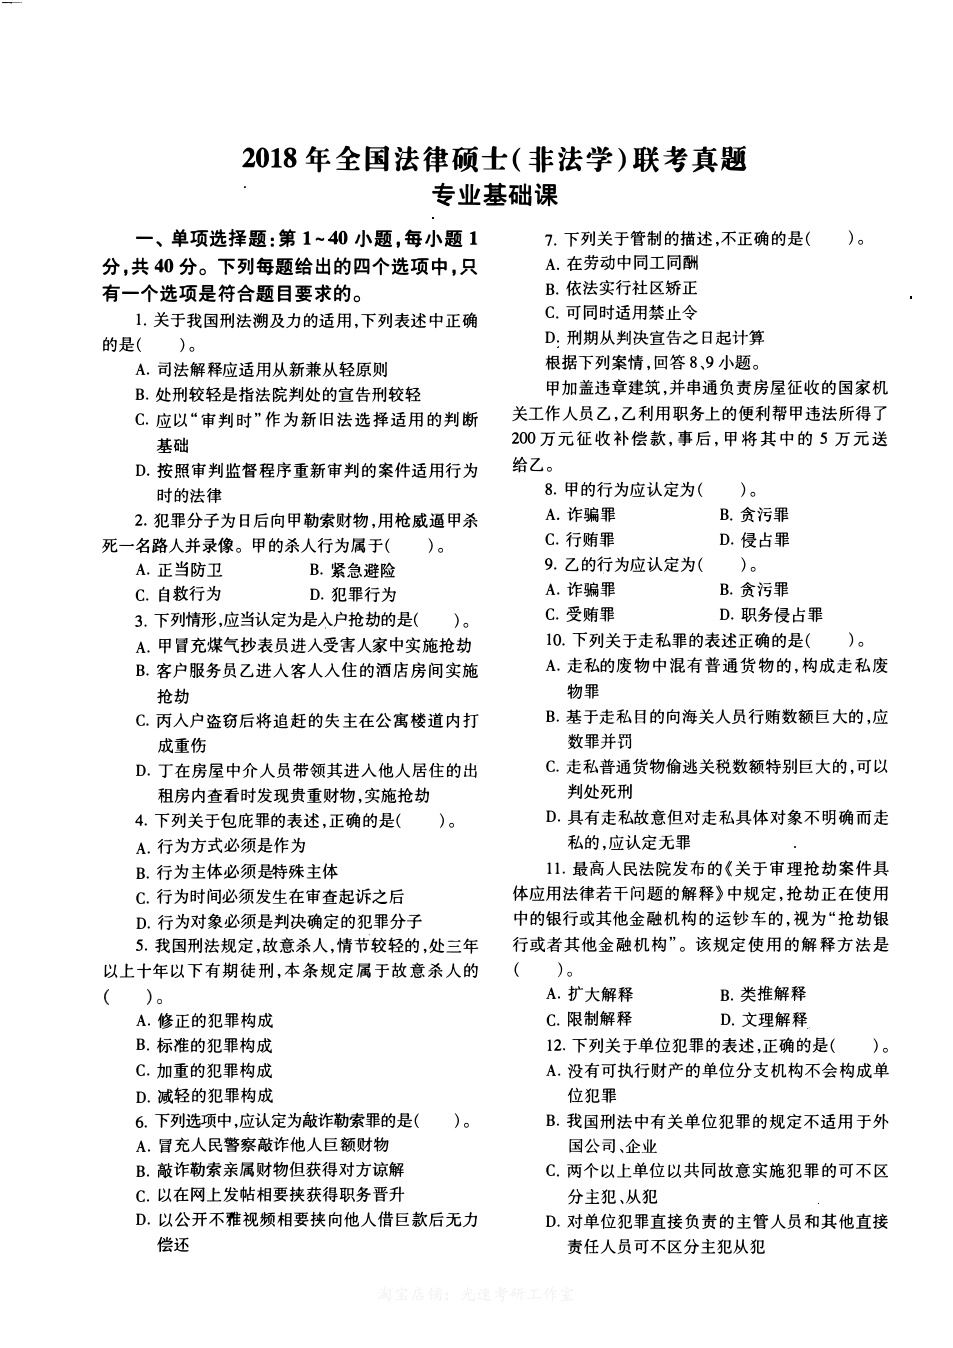 2018 年全国法律硕士(非法学)联考真题
专业基础课
一、单项选择题:第 1~40 小题,每小题 1
分,共 40 分。下列每题给出的四个选项中,只
有一个选项是符合题目要求的。
1. 关于我国刑法溯及力的适用,下列表述中正确
的是(  )。
A. 司法解释应适用从新兼从轻原则
B. 处刑较轻是指法院判处的宣告刑较轻
C. 应以“审判时”作为新旧法选择适用的判断
基础
D. 按照审判监督程序重新审判的案件适用行为
时的法律
2. 犯罪分子为日后向甲勒索财物,用枪威逼甲杀
死一名路人并录像。甲的杀人行为属于(  )。
A. 正当防卫 B. 紧急避险
C. 自救行为 D. 犯罪行为
3. 下列情形,应当认定为是入户抢劫的是(  )。
A. 甲冒充煤气抄表员进入受害人家中实施抢劫
B. 客户服务员乙进入客人入住的酒店房间实施
抢劫
C. 丙入户盗窃后将追赶的失主在公寓楼道内打
成重伤
D. 丁在房屋中介人员带领其进入他人居住的出
租房内查看时发现贵重财物,实施抢劫
4. 下列关于包庇罪的表述,正确的是(  )。
A. 行为方式必须是作为
B. 行为主体必须是特殊主体
C. 行为时间必须发生在审查起诉之后
D. 行为对象必须是判决确定的犯罪分子
5. 我国刑法规定,故意杀人,情节较轻的,处三年
以上十年以下有期徒刑,本条规定属于故意杀人的
(  )。
A. 修正的犯罪构成
B. 标准的犯罪构成
C. 加重的犯罪构成
D. 减轻的犯罪构成
6. 下列选项中,应认定为敲诈勒索罪的是(  )。
A. 冒充人民警察敲诈他人巨额财物
B. 敲诈勒索亲属财物但获得对方谅解
C. 以在网上发帖相要挟获得职务晋升
D. 以公开不雅视频相要挟向他人借巨款后无力
偿还
7. 下列关于管制的描述,不正确的是(  )。
A. 在劳动中同工同酬
B. 依法实行社区矫正
C. 可同时适用禁止令
D. 刑期从判决宣告之日起计算
根据下列案情,回答 8、9 小题。
甲加盖违章建筑,并串通负责房屋征收的国家机
关工作人员乙,乙利用职务上的便利帮甲违法所得了
200 万元征收补偿款,事后,甲将其中的 5 万元送
给乙。
8. 甲的行为应认定为(  )。
A. 诈骗罪 B. 贪污罪
C. 行贿罪 D. 侵占罪
9. 乙的行为应认定为(  )。
A. 诈骗罪 B. 贪污罪
C. 受贿罪 D. 职务侵占罪
10. 下列关于走私罪的表述正确的是(  )。
A. 走私的废物中混有普通货物的,构成走私废
物罪
B. 基于走私目的向海关人员行贿数额巨大的,应
数罪并罚
C. 走私普通货物偷逃关税数额特别巨大的,可以
判处死刑
D. 具有走私故意但对走私具体对象不明确而走
私的,应认定无罪
11. 最高人民法院发布的《关于审理抢劫案件具
体应用法律若干问题的解释》中规定,抢劫正在使用
中的银行或其他金融机构的运钞车的,视为“抢劫银
行或者其他金融机构”。该规定使用的解释方法是
(  )。
A. 扩大解释 B. 类推解释
C. 限制解释 D. 文理解释
12. 下列关于单位犯罪的表述,正确的是(  )。
A. 没有可执行财产的单位分支机构不会构成单
位犯罪
B. 我国刑法中有关单位犯罪的规定不适用于外
国公司、企业
C. 两个以上单位以共同故意实施犯罪的可不区
分主犯、从犯
D. 对单位犯罪直接负责的主管人员和其他直接
责任人员可不区分主犯从犯
淘宝店铺：光速考研工作室